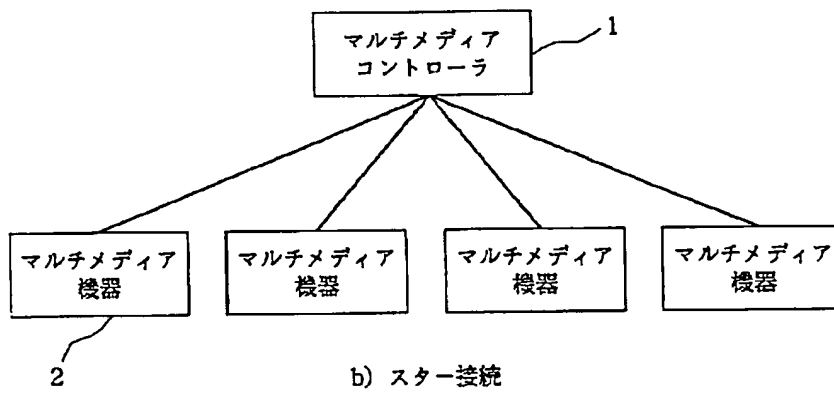 マルチメディア
コントローラ
1
マルチメディア
機器
マルチメディア
機器
マルチメディア
機器
マルチメディア
機器
2
b) スター接続